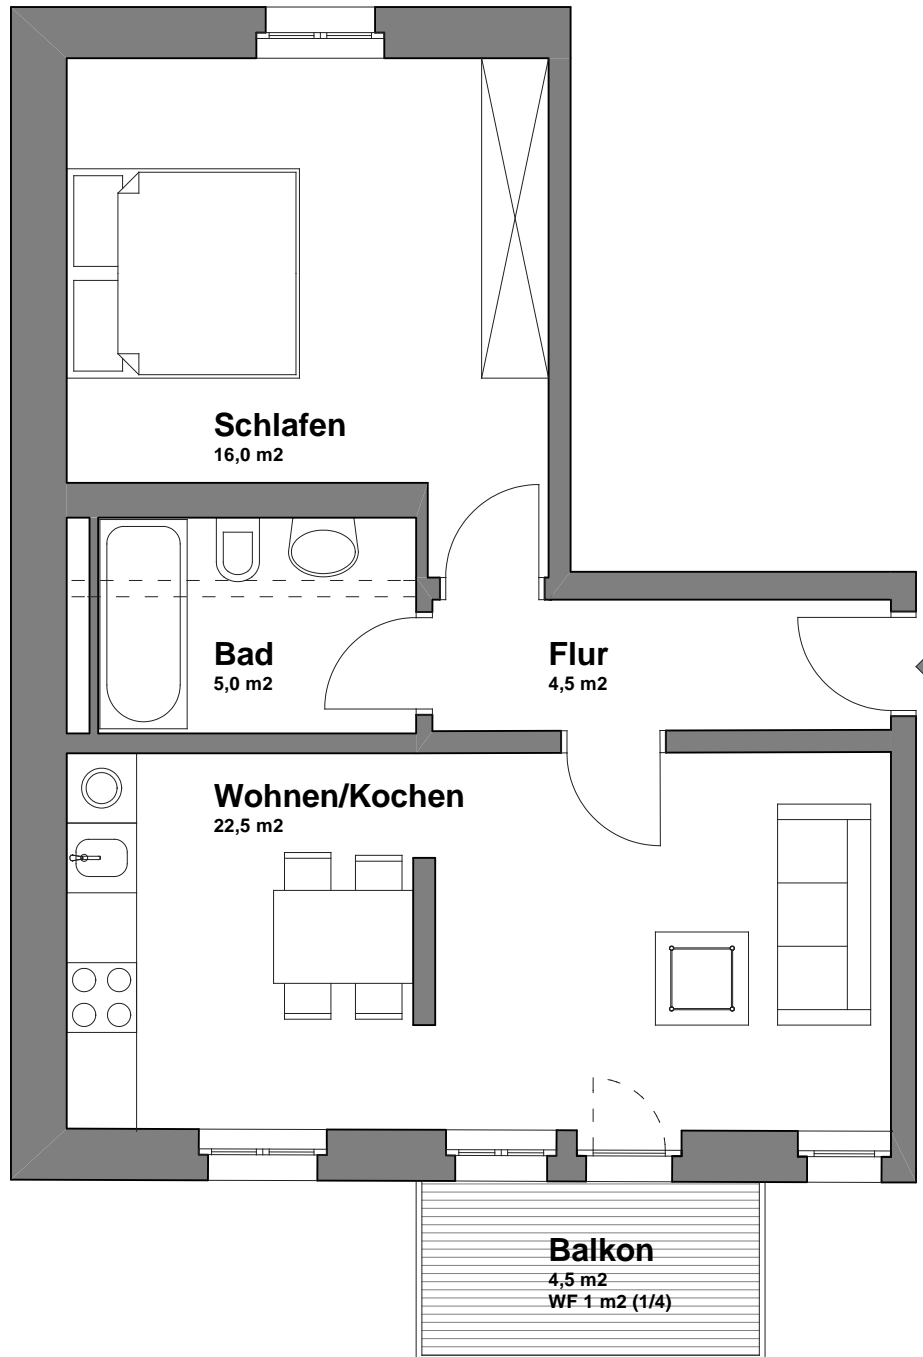 Schlafen
16,0 m2
Bad
5,0 m2
Flur
4,5 m2
Wohnen/Kochen
22,5 m2
Balkon
4,5 m2
WF 1 m2 (1/4)